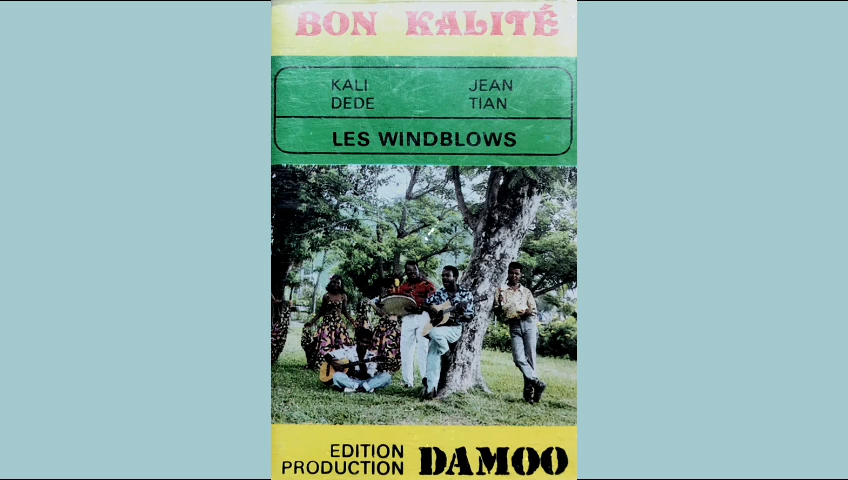 BON KALITÉ
KALI JEAN
DEDE TIAN
LES WINDBLOWS
EDITION
PRODUCTION DAMOO